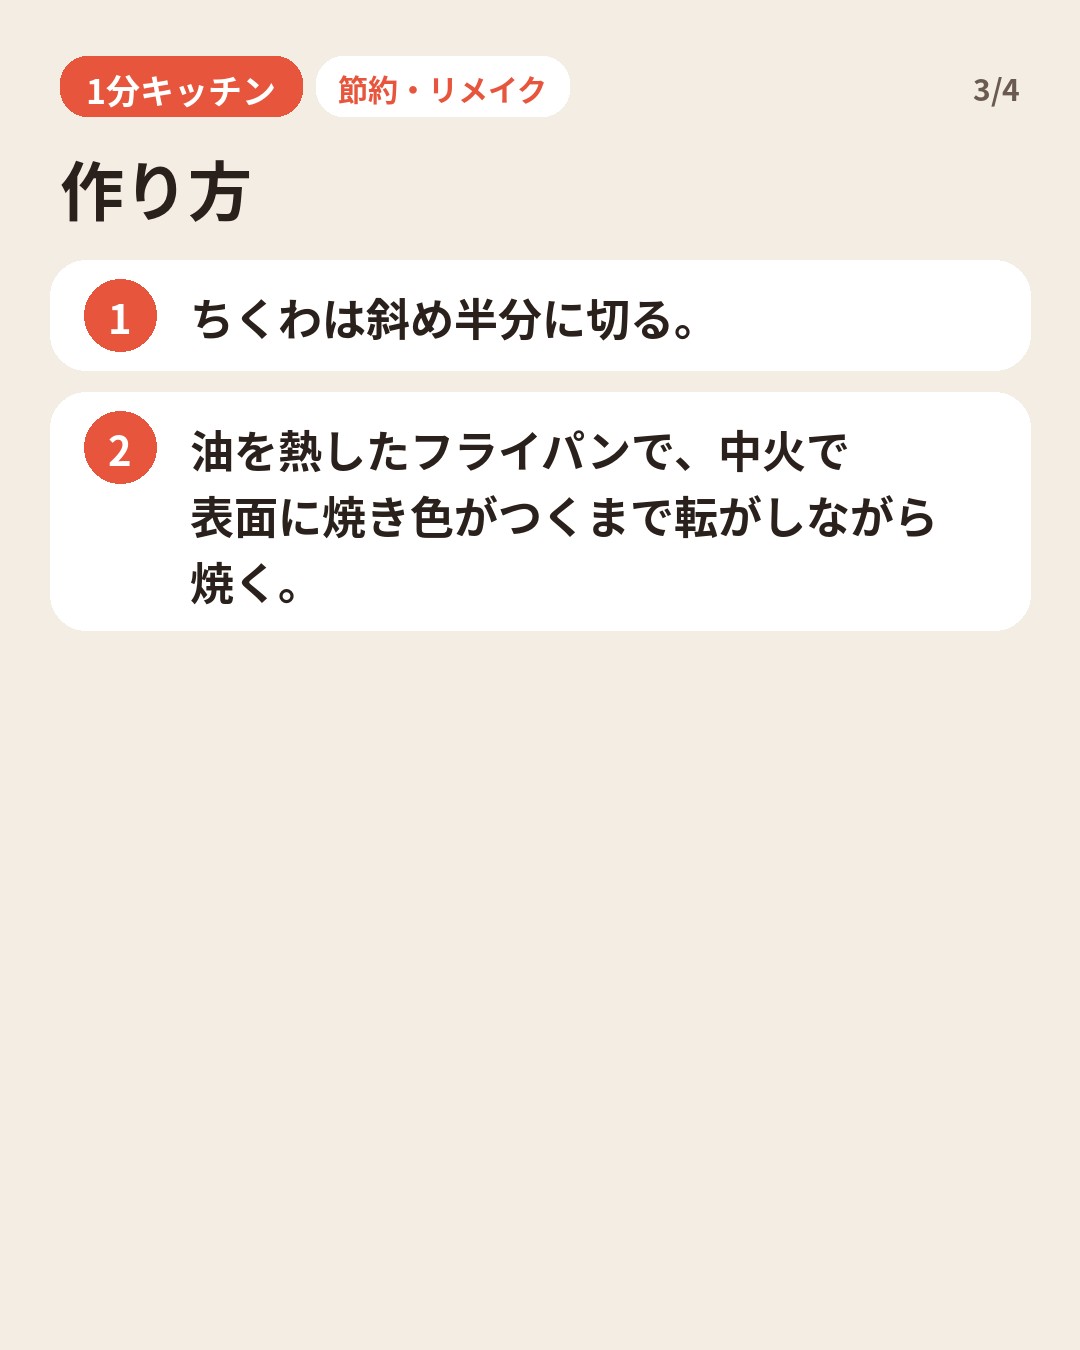 1分キッチン
節約・リメイク
3/4
作り方
1 ちくわは斜め半分に切る。
2 油を熱したフライパンで、中火で
表面に焼き色がつくまで転がしながら
焼く。